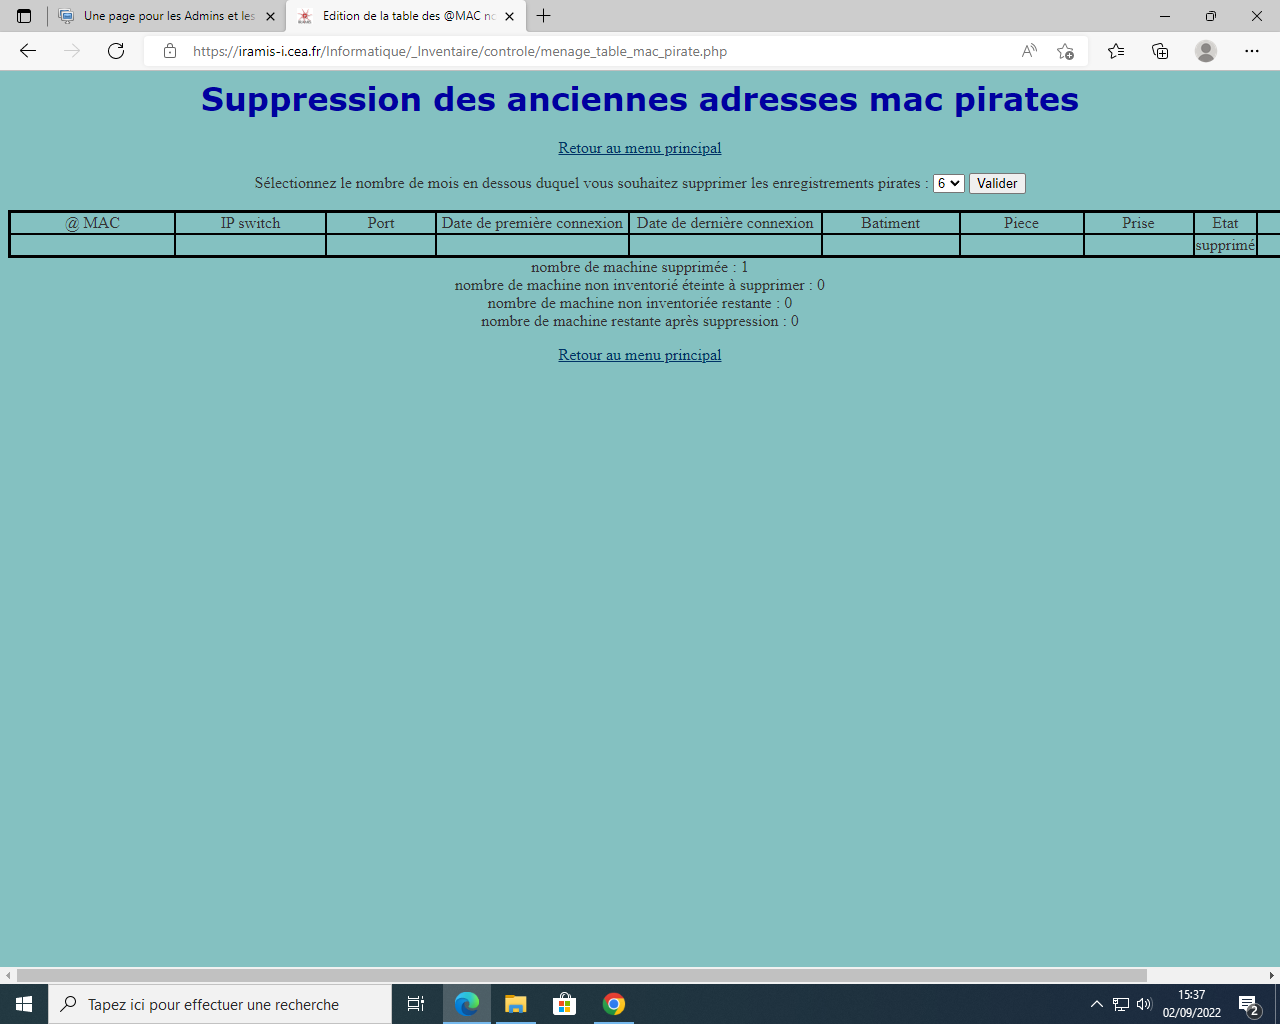 Une page pour les Admins et les
Edition de la table des @MAC no
https://iramis-i.cea.fr/Informatique/_Inventaire/controle/menage_table_mac_pirate.php
Suppression des anciennes adresses mac pirates
Retour au menu principal
Sélectionnez le nombre de mois en dessous duquel vous souhaitez supprimer les enregistrements pirates : 6 Valider
@ MAC IP switch Port Date de première connexion Date de dernière connexion Batiment Piece Prise Etat
supprimé
nombre de machine supprimée : 1
nombre de machine non inventorié éteinte à supprimer : 0
nombre de machine non inventoriée restante : 0
nombre de machine restante après suppression : 0
Retour au menu principal
Tapez ici pour effectuer une recherche
15:37
02/09/2022
2